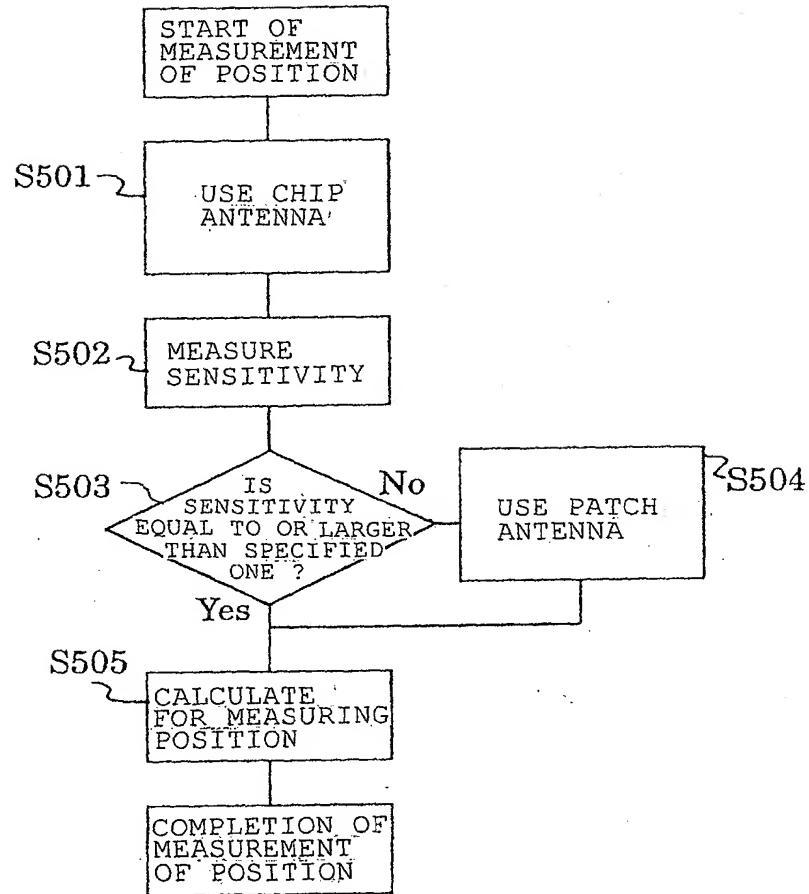 START OF
MEASUREMENT
OF POSITION
S501
USE CHIP
ANTENNA
S502
MEASURE
SENSITIVITY
S503
IS
SENSITIVITY
EQUAL TO OR LARGER
THAN SPECIFIED
ONE ?
No
Yes
S504
USE PATCH
ANTENNA
S505
CALCULATE
FOR MEASURING
POSITION
COMPLETION OF
MEASUREMENT
OF POSITION